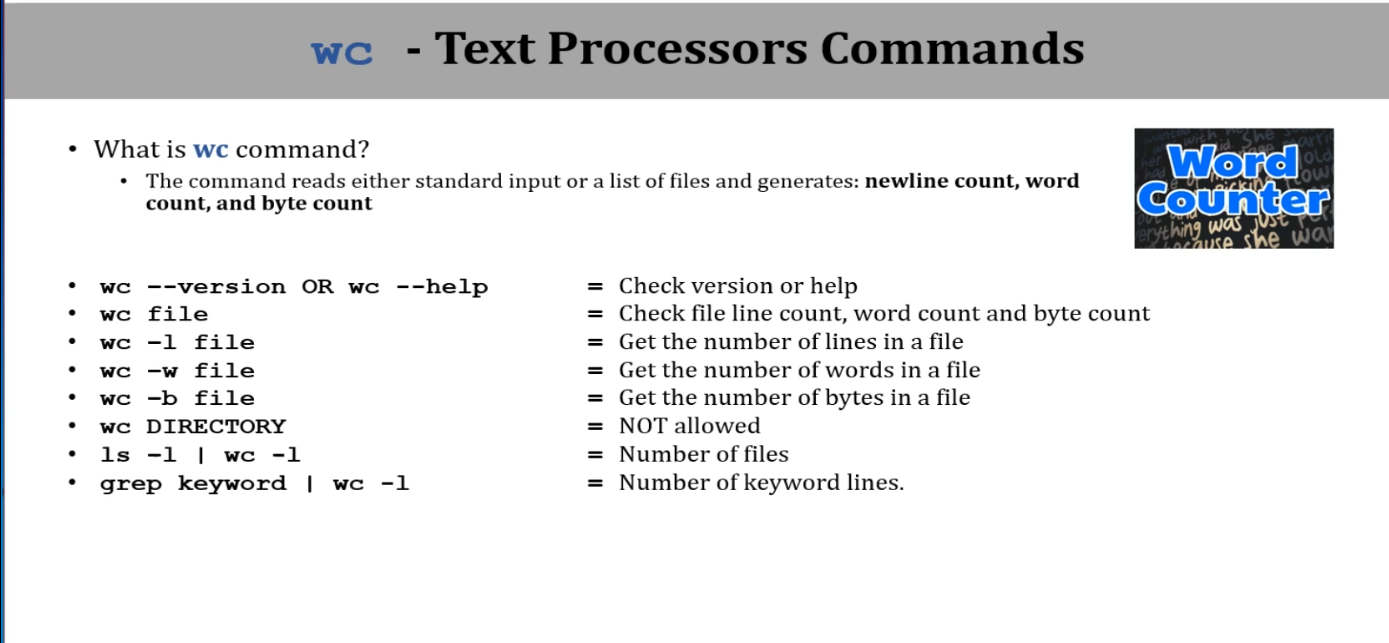 wc - Text Processors Commands
• What is wc command?
• The command reads either standard input or a list of files and generates: newline count, word
count, and byte count
Word
Counter
• wc --version OR wc --help = Check version or help
• wc file = Check file line count, word count and byte count
• wc –l file = Get the number of lines in a file
• wc –w file = Get the number of words in a file
• wc –b file = Get the number of bytes in a file
• wc DIRECTORY = NOT allowed
• ls –l | wc -l = Number of files
• grep keyword | wc -l = Number of keyword lines.